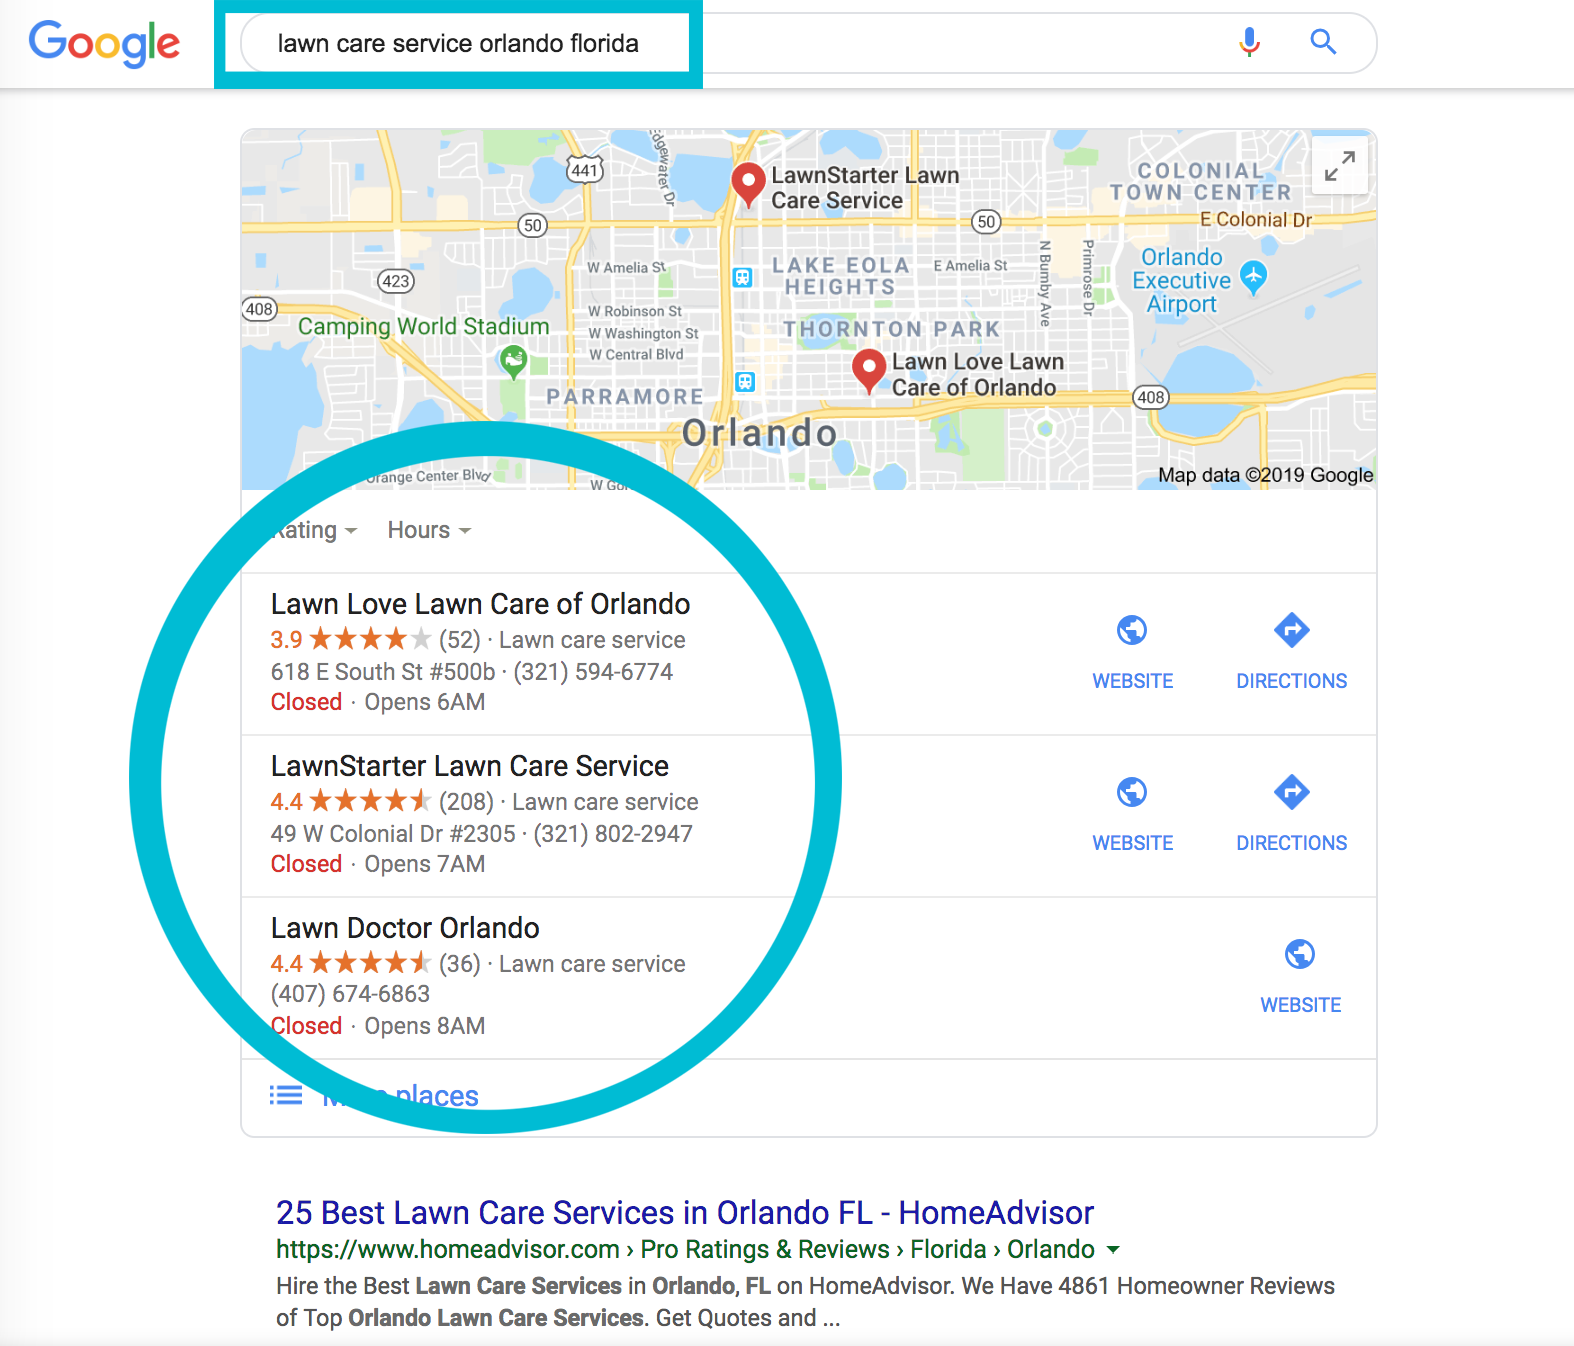 Google
lawn care service orlando florida
441
Edgewater Dr
LawnStarter Lawn
Care Service
COLONIAL
TOWN CENTER
50
50
E Colonial Dr
W Amelia St
LAKE EOLA
HEIGHTS
E Amelia St
N Bumby Ave
Primrose Dr
Orlando
Executive
Airport
423
408
Camping World Stadium
W Robinson St
W Washington St
W Central Blvd
THORNTON PARK
Lawn Love Lawn
Care of Orlando
PARRAMORE
408
Orlando
Orange Center Blvd
Map data ©2019 Google
Rating
Hours
Lawn Love Lawn Care of Orlando
3.9 (52) · Lawn care service
618 E South St #500b · (321) 594-6774
Closed · Opens 6AM
WEBSITE
DIRECTIONS
LawnStarter Lawn Care Service
4.4 (208) · Lawn care service
49 W Colonial Dr #2305 · (321) 802-2947
Closed · Opens 7AM
WEBSITE
DIRECTIONS
Lawn Doctor Orlando
4.4 (36) · Lawn care service
(407) 674-6863
Closed · Opens 8AM
WEBSITE
places
25 Best Lawn Care Services in Orlando FL - HomeAdvisor
https://www.homeadvisor.com › Pro Ratings & Reviews › Florida › Orlando
Hire the Best Lawn Care Services in Orlando, FL on HomeAdvisor. We Have 4861 Homeowner Reviews
of Top Orlando Lawn Care Services. Get Quotes and ...